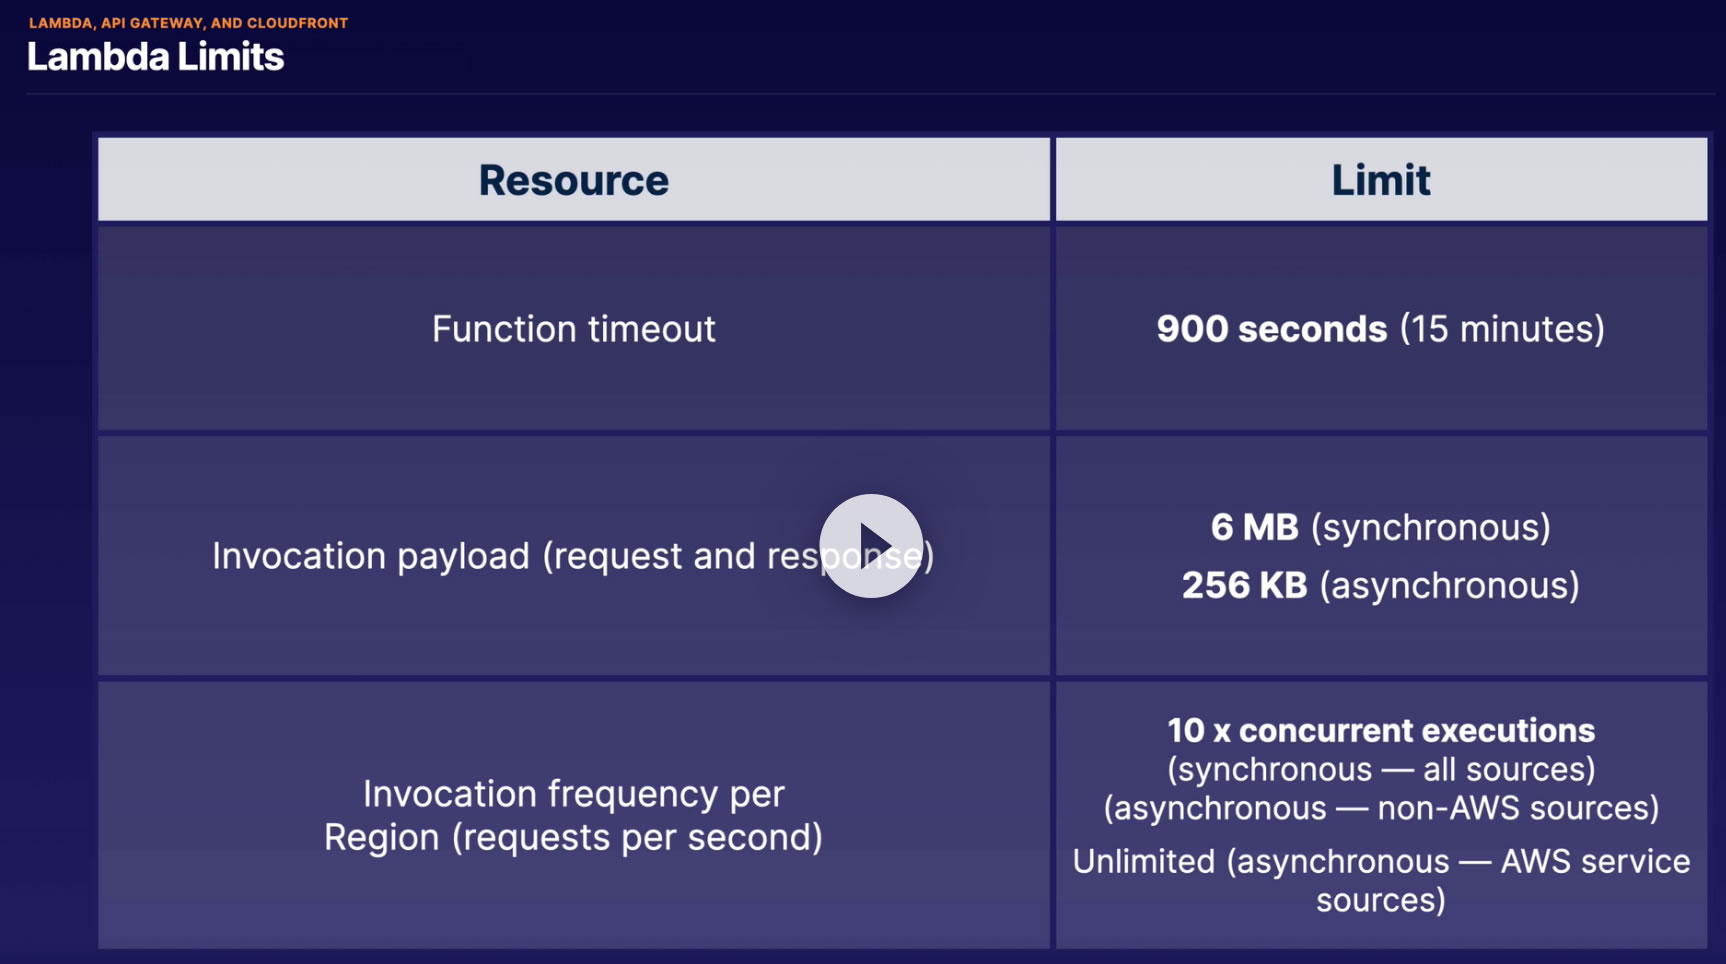 LAMBDA, API GATEWAY, AND CLOUDFRONT
Lambda Limits
Resource
Limit
Function timeout
900 seconds (15 minutes)
Invocation payload (request and response)
6 MB (synchronous)
256 KB (asynchronous)
Invocation frequency per
Region (requests per second)
10 x concurrent executions
(synchronous — all sources)
(asynchronous — non-AWS sources)
Unlimited (asynchronous — AWS service
sources)